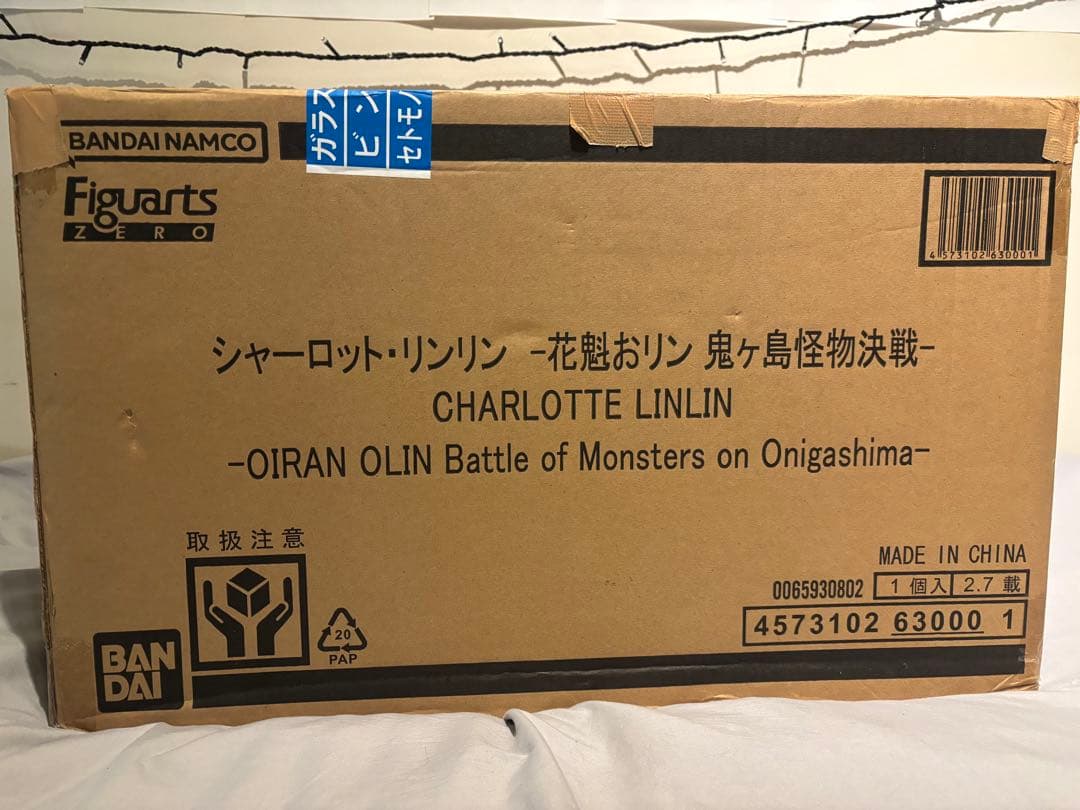 BANDAI NAMCO
ガラス
ビン
セトモノ
Figuarts
ZERO
4573102630001
シャーロット・リンリン -花魁おリン 鬼ヶ島怪物決戦-
CHARLOTTE LINLIN
-OIRAN OLIN Battle of Monsters on Onigashima-
取扱注意
MADE IN CHINA
0065930802 1個入 2.7 載
4573102 63000 1
20
PAP
BAN
DAI